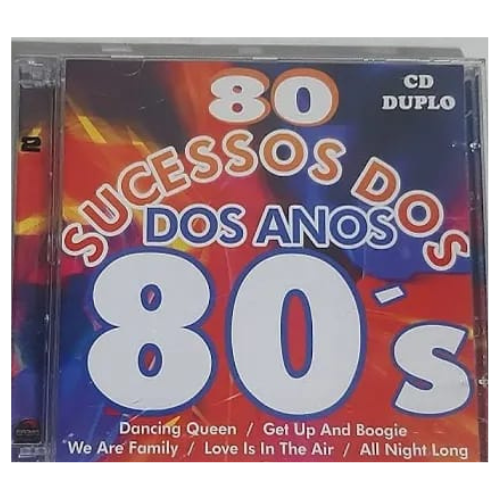 80
CD
DUPLO
SUCESSOS DOS
DOS ANOS
80´s
Dancing Queen / Get Up And Boogie
We Are Family / Love Is In The Air / All Night Long
2